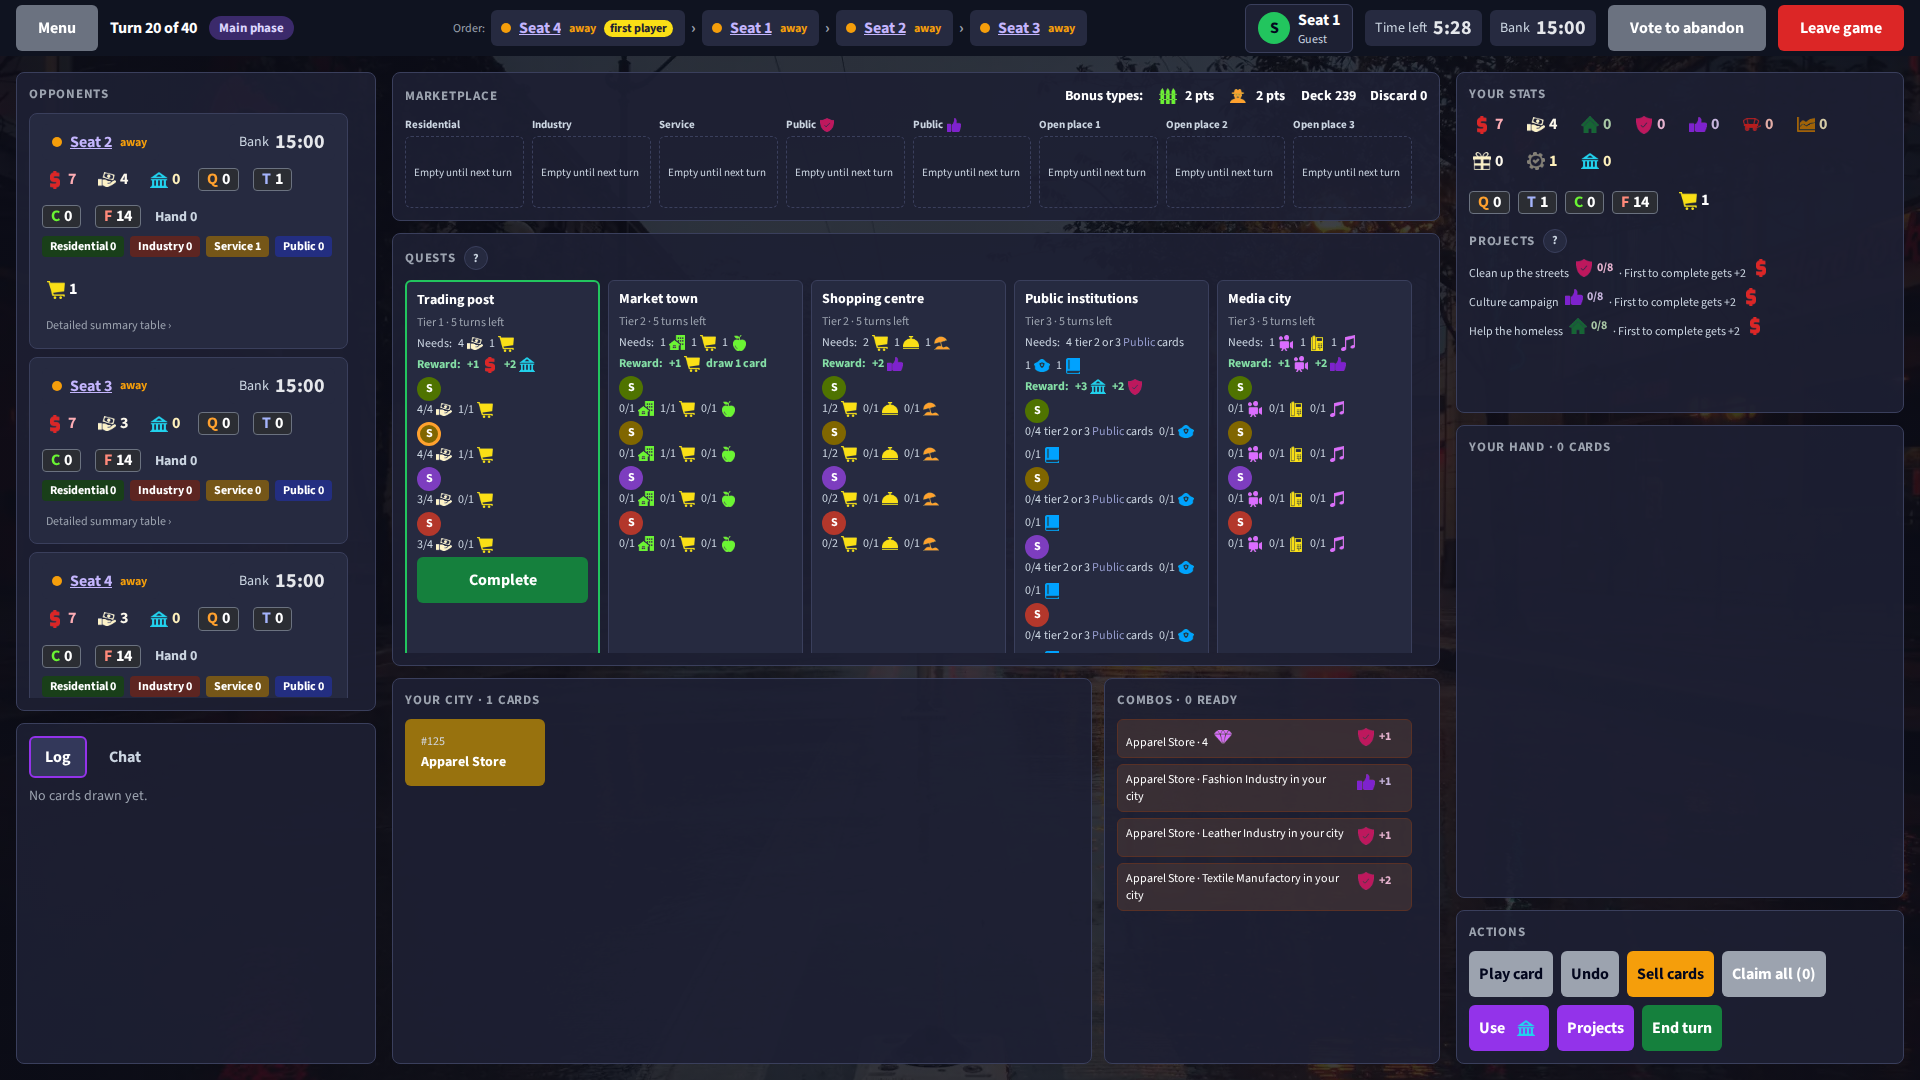 Menu
Turn 20 of 40
Main phase
Order:
Seat 4 away first player
›
Seat 1 away
›
Seat 2 away
›
Seat 3 away
S
Seat 1
Guest
Time left 5:28
Bank 15:00
Vote to abandon
Leave game
OPPONENTS
Seat 2 away
Bank 15:00
7 4 0 Q 0 T 1
C 0 F 14 Hand 0
Residential 0 Industry 0 Service 1 Public 0
1
Detailed summary table ›
Seat 3 away
Bank 15:00
7 3 0 Q 0 T 0
C 0 F 14 Hand 0
Residential 0 Industry 0 Service 0 Public 0
Detailed summary table ›
Seat 4 away
Bank 15:00
7 3 0 Q 0 T 0
C 0 F 14 Hand 0
Residential 0 Industry 0 Service 0 Public 0
Log
Chat
No cards drawn yet.
MARKETPLACE
Bonus types: 2 pts 2 pts Deck 239 Discard 0
Residential
Empty until next turn
Industry
Empty until next turn
Service
Empty until next turn
Public
Empty until next turn
Public
Empty until next turn
Open place 1
Empty until next turn
Open place 2
Empty until next turn
Open place 3
Empty until next turn
QUESTS ?
Trading post
Tier 1 · 5 turns left
Needs: 4 1
Reward: +1 $ +2
S
4/4 1/1
S
4/4 1/1
S
3/4 0/1
S
3/4 0/1
Complete
Market town
Tier 2 · 5 turns left
Needs: 1 1 1
Reward: +1 draw 1 card
S
0/1 1/1 0/1
S
0/1 1/1 0/1
S
0/1 0/1 0/1
S
0/1 0/1 0/1
Shopping centre
Tier 2 · 5 turns left
Needs: 2 1 1
Reward: +2
S
1/2 0/1 0/1
S
1/2 0/1 0/1
S
0/2 0/1 0/1
S
0/2 0/1 0/1
Public institutions
Tier 3 · 5 turns left
Needs: 4 tier 2 or 3 Public cards
1 1
Reward: +3 +2
S
0/4 tier 2 or 3 Public cards 0/1
0/1
S
0/4 tier 2 or 3 Public cards 0/1
0/1
S
0/4 tier 2 or 3 Public cards 0/1
0/1
S
0/4 tier 2 or 3 Public cards 0/1
Media city
Tier 3 · 5 turns left
Needs: 1 1 1
Reward: +1 +2
S
0/1 0/1 0/1
S
0/1 0/1 0/1
S
0/1 0/1 0/1
S
0/1 0/1 0/1
YOUR CITY · 1 CARDS
#125
Apparel Store
COMBOS · 0 READY
Apparel Store · 4 +1
Apparel Store · Fashion Industry in your
city
+1
Apparel Store · Leather Industry in your city +1
Apparel Store · Textile Manufactory in your
city
+2
YOUR STATS
7 4 0 0 0 0 0
0 1 0
Q 0 T 1 C 0 F 14 1
PROJECTS ?
Clean up the streets 0/8 · First to complete gets +2 $
Culture campaign 0/8 · First to complete gets +2 $
Help the homeless 0/8 · First to complete gets +2 $
YOUR HAND · 0 CARDS
ACTIONS
Play card
Undo
Sell cards
Claim all (0)
Use
Projects
End turn